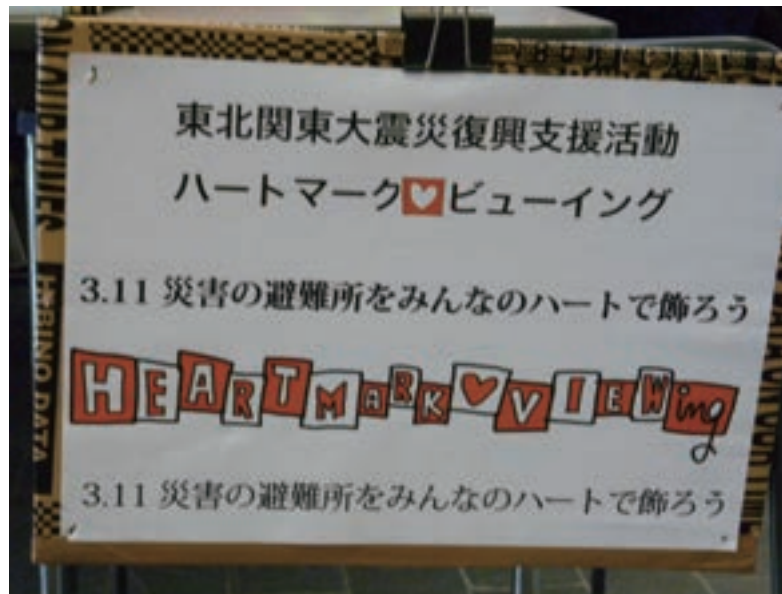 東北関東大震災復興支援活動
ハートマーク♥ビューイング
3.11 災害の避難所をみんなのハートで飾ろう
HEARTMARK♥VIEWing
3.11 災害の避難所をみんなのハートで飾ろう